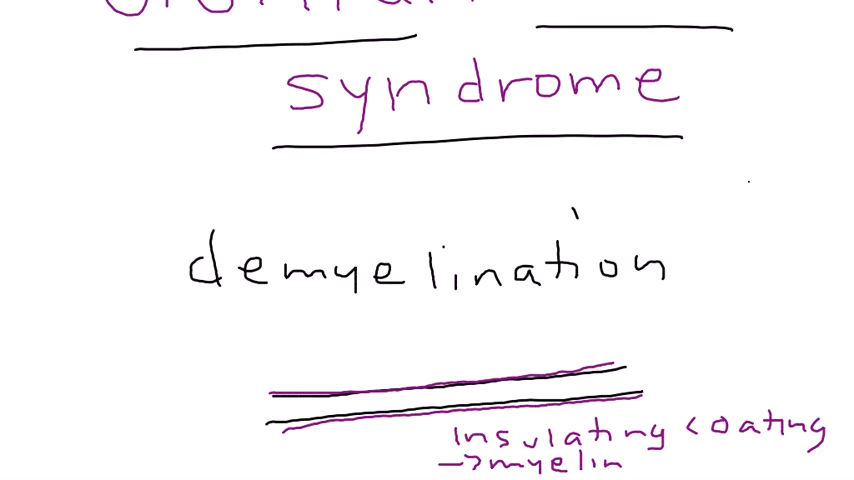 syndrome
demyelination
insulating coating
→ myelin